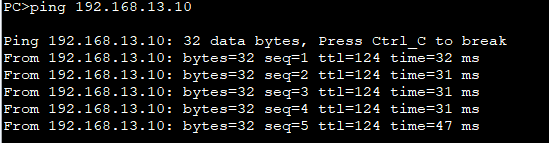 PC>ping 192.168.13.10
Ping 192.168.13.10: 32 data bytes, Press Ctrl_C to break
From 192.168.13.10: bytes=32 seq=1 ttl=124 time=32 ms
From 192.168.13.10: bytes=32 seq=2 ttl=124 time=31 ms
From 192.168.13.10: bytes=32 seq=3 ttl=124 time=31 ms
From 192.168.13.10: bytes=32 seq=4 ttl=124 time=31 ms
From 192.168.13.10: bytes=32 seq=5 ttl=124 time=47 ms